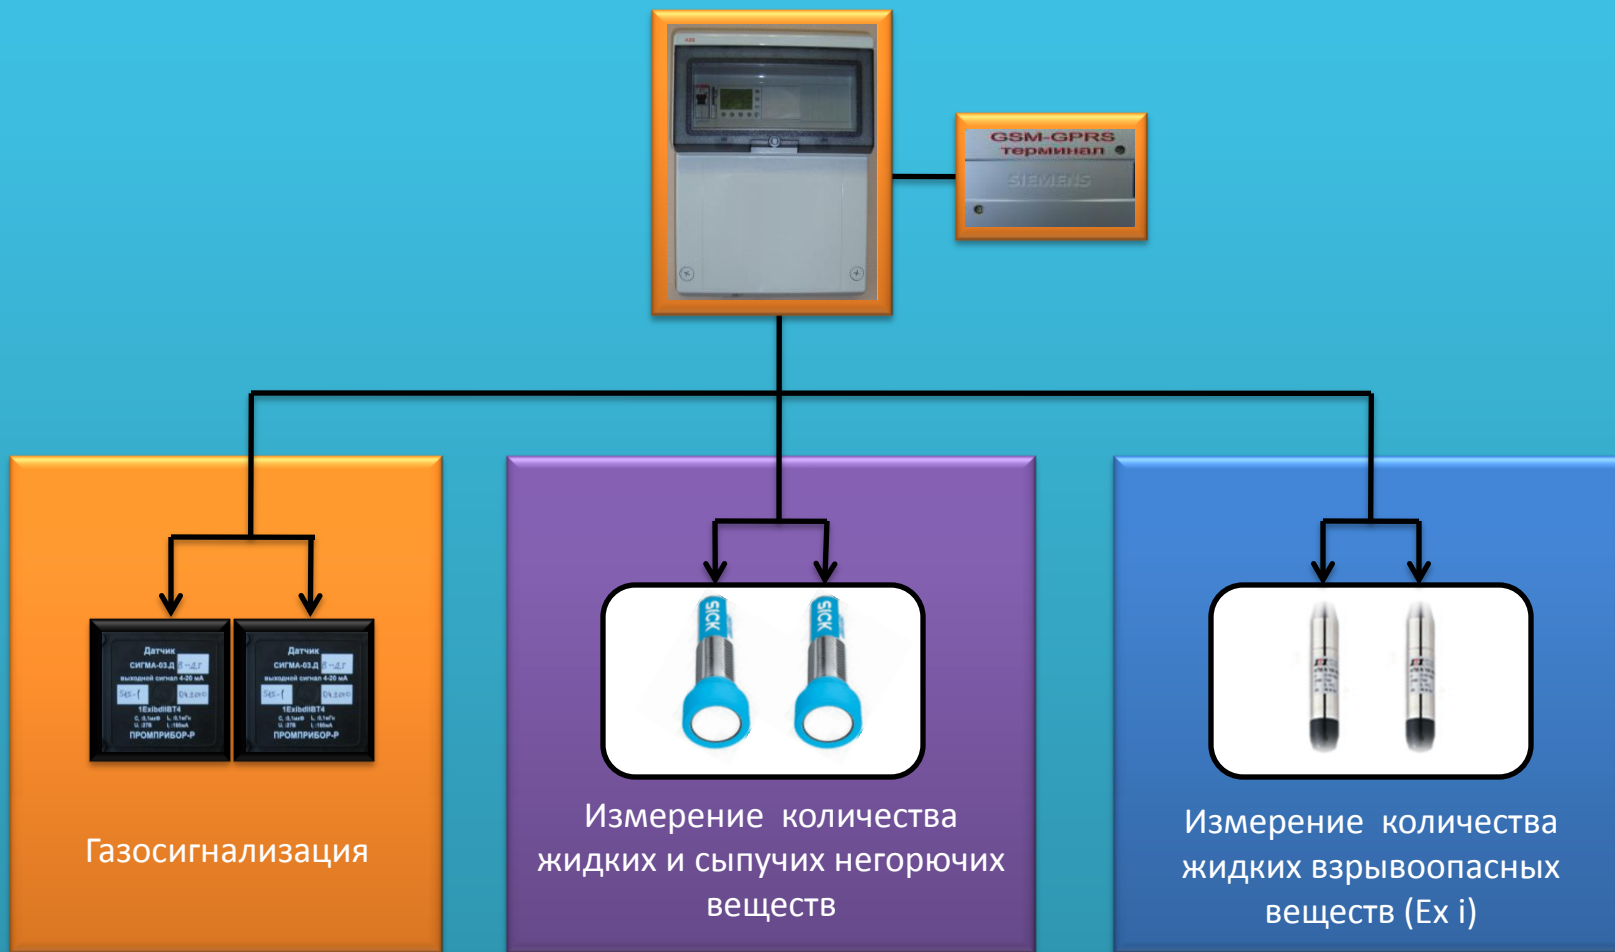 ABB
GSM-GPRS
терминал
SIEMENS
Датчик
СИГМА-03.Д
выходной сигнал 4-20 мА
1ExibdIIBT4
ПРОМПРИБОР-Р
Датчик
СИГМА-03.Д
выходной сигнал 4-20 мА
1ExibdIIBT4
ПРОМПРИБОР-Р
SICK
SICK
Газосигнализация
Измерение количества
жидких и сыпучих негорючих
веществ
Измерение количества
жидких взрывоопасных
веществ (Ex i)